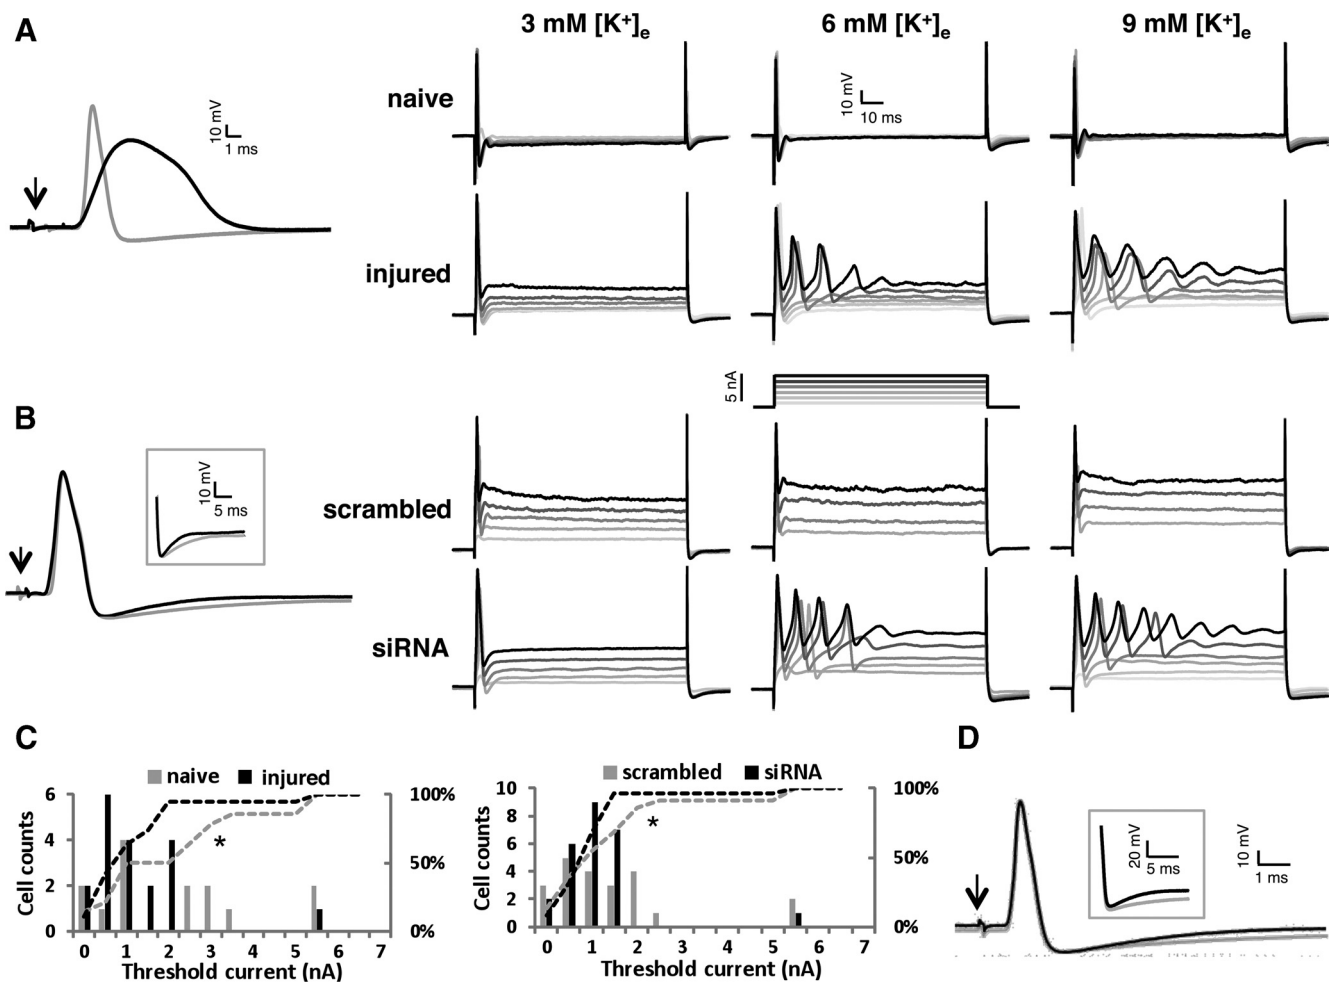 A
3 mM [K⁺]e
6 mM [K⁺]e
9 mM [K⁺]e
10 mV
1 ms
naive
10 mV
10 ms
injured
5 nA
B
10 mV
5 ms
scrambled
siRNA
C
naive injured
6
4
2
0
Cell counts
100%
50%
0%
*
0 1 2 3 4 5 6 7
Threshold current (nA)
scrambled siRNA
10
8
6
4
2
0
Cell counts
100%
50%
0%
*
0 1 2 3 4 5 6 7
Threshold current (nA)
D
20 mV
5 ms
10 mV
1 ms